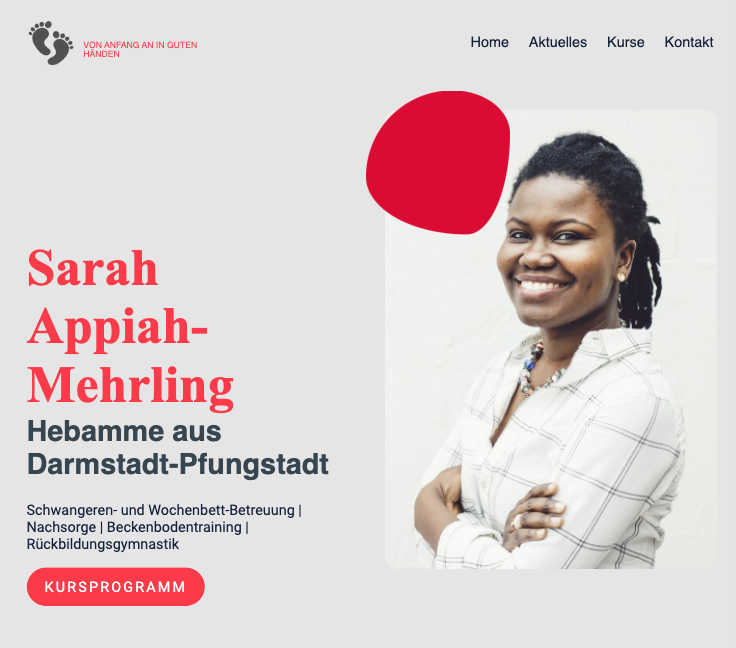 VON ANFANG AN IN GUTEN
HÄNDEN
Home Aktuelles Kurse Kontakt
Sarah
Appiah-
Mehrling
Hebamme aus
Darmstadt-Pfungstadt
Schwangeren- und Wochenbett-Betreuung |
Nachsorge | Beckenbodentraining |
Rückbildungsgymnastik
KURSPROGRAMM